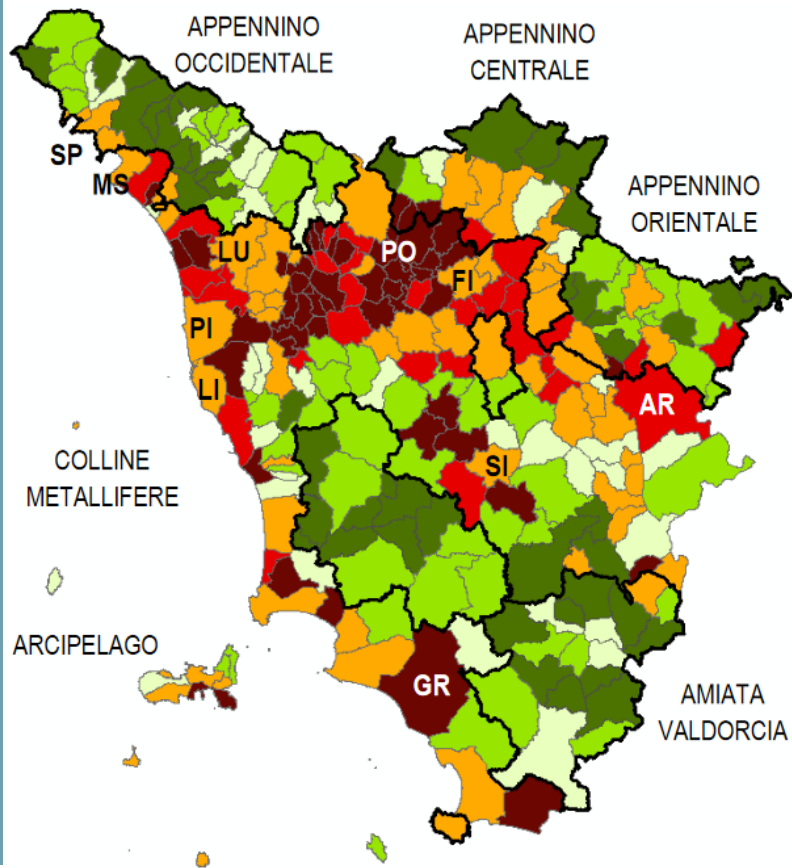 APPENNINO
OCCIDENTALE
APPENNINO
CENTRALE
SP
MS
APPENNINO
ORIENTALE
LU
PO
FI
PI
LI
AR
COLLINE
METALLIFERE
SI
ARCIPELAGO
GR
AMIATA
VALDORCIA